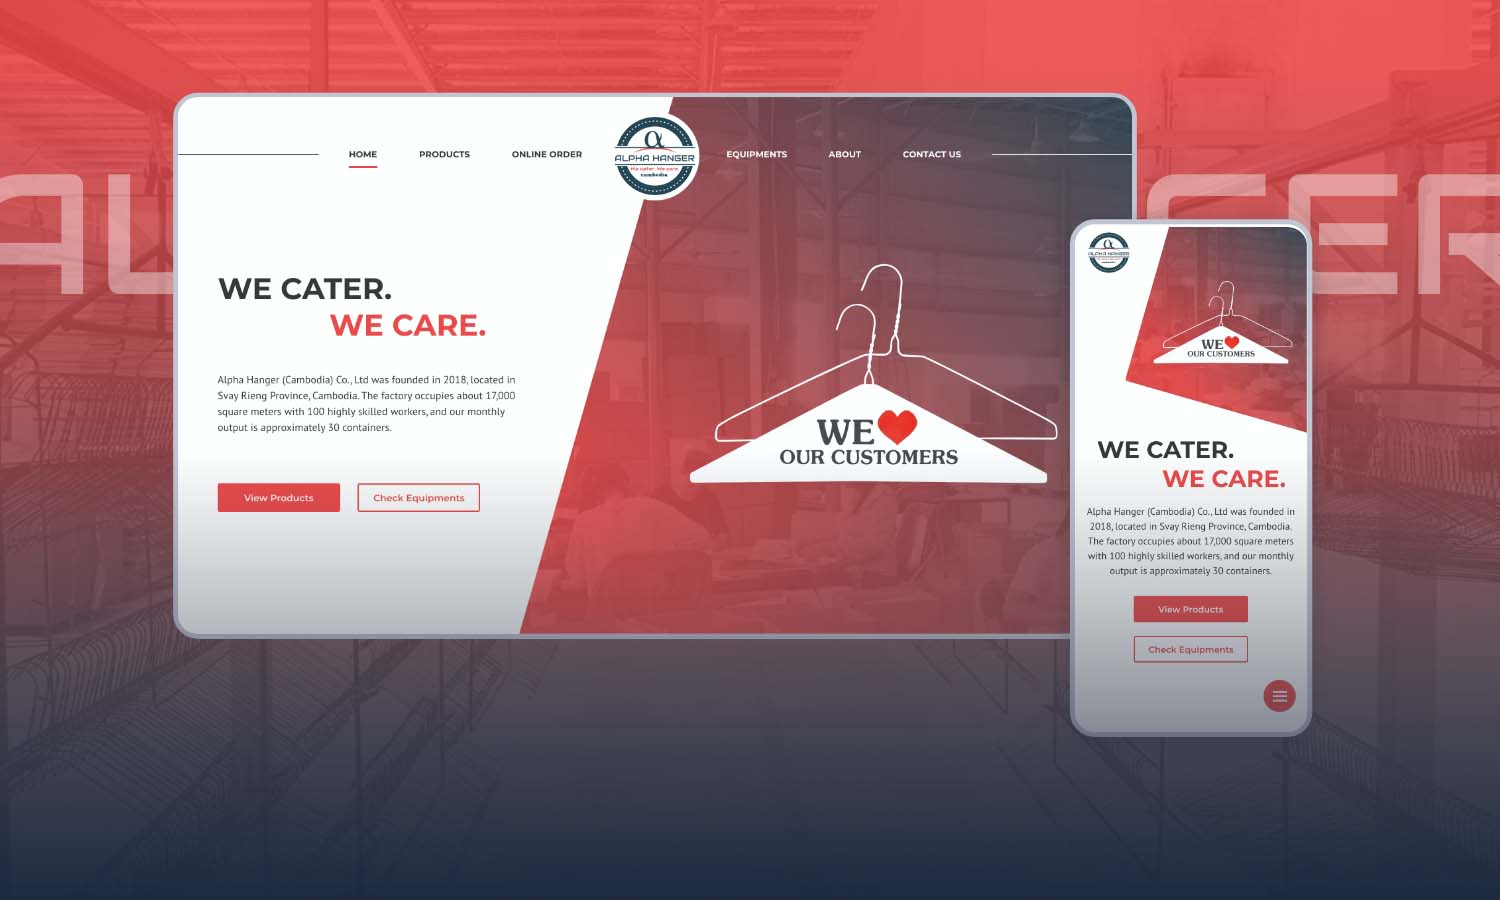 AL
GER
HOME
PRODUCTS
ONLINE ORDER
α
ALPHA HANGER
We cater. We care
cambodia
EQUIPMENTS
ABOUT
CONTACT US
WE CATER.
WE CARE.
Alpha Hanger (Cambodia) Co., Ltd was founded in 2018, located in
Svay Rieng Province, Cambodia. The factory occupies about 17,000
square meters with 100 highly skilled workers, and our monthly
output is approximately 30 containers.
View Products
Check Equipments
WE
OUR CUSTOMERS
α
ALPHA HANGER
WE
OUR CUSTOMERS
WE CATER.
WE CARE.
Alpha Hanger (Cambodia) Co., Ltd was founded in
2018, located in Svay Rieng Province, Cambodia.
The factory occupies about 17,000 square meters
with 100 highly skilled workers, and our monthly
output is approximately 30 containers.
View Products
Check Equipments